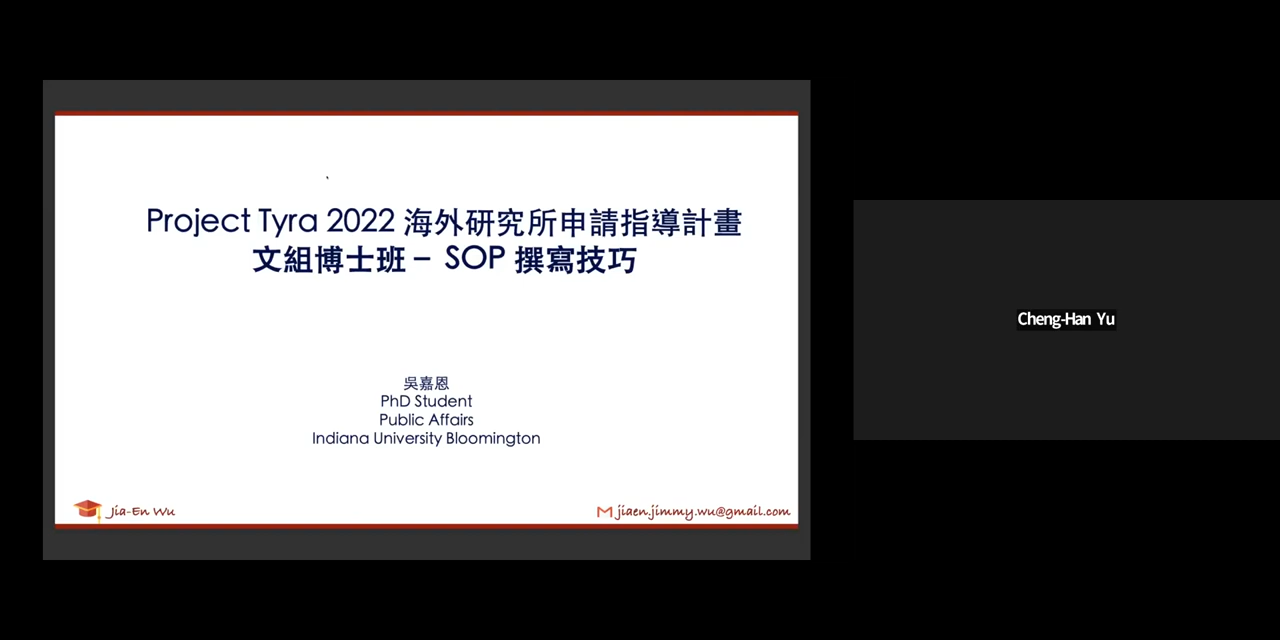 Project Tyra 2022 海外研究所申請指導計畫
文組博士班 – SOP 撰寫技巧
吳嘉恩
PhD Student
Public Affairs
Indiana University Bloomington
Jia-En Wu
jiaen.jimmy.wu@gmail.com
Cheng-Han Yu